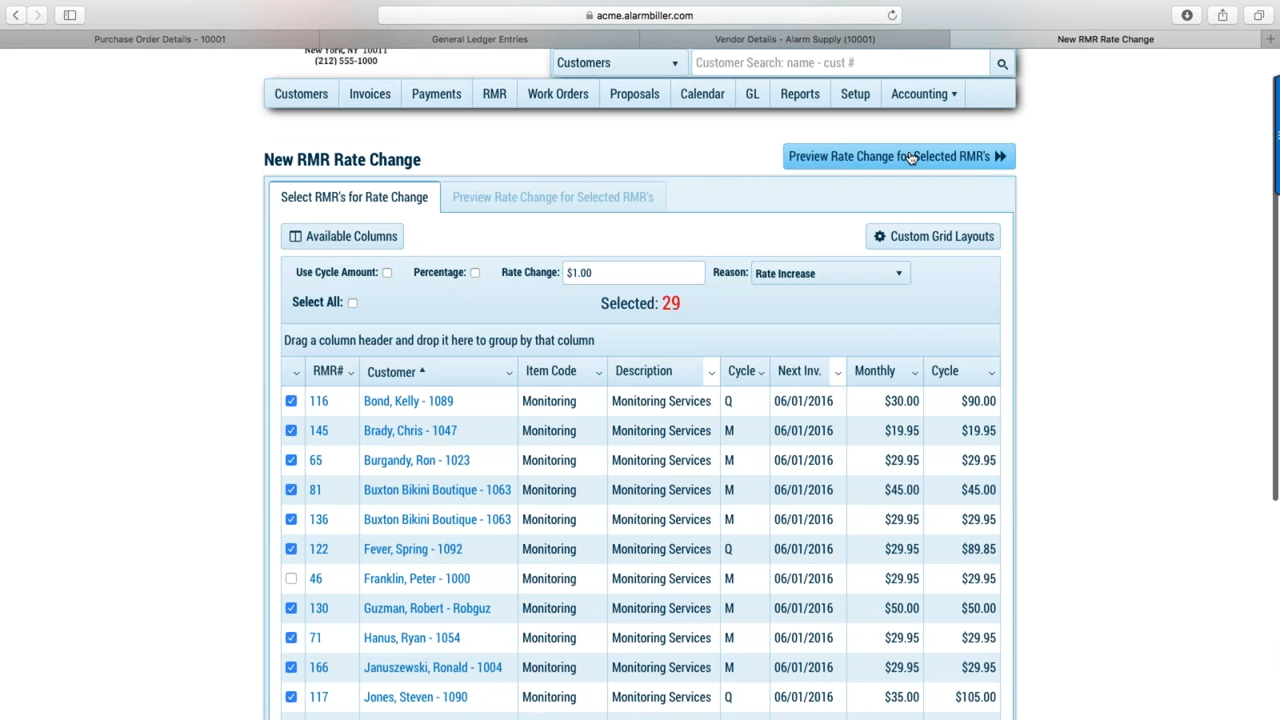 acme.alarmbiller.com
Purchase Order Details - 10001
General Ledger Entries
Vendor Details - Alarm Supply (10001)
New RMR Rate Change
New York, NY 10011
(212) 555-1000
Customers
Customer Search: name - cust #
Customers Invoices Payments RMR Work Orders Proposals Calendar GL Reports Setup Accounting
New RMR Rate Change
Preview Rate Change for Selected RMR's
Select RMR's for Rate Change
Preview Rate Change for Selected RMR's
Available Columns
Custom Grid Layouts
Use Cycle Amount: Percentage: Rate Change: $1.00 Reason: Rate Increase
Select All: Selected: 29
Drag a column header and drop it here to group by that column
RMR# Customer Item Code Description Cycle Next Inv. Monthly Cycle
116 Bond, Kelly - 1089 Monitoring Monitoring Services Q 06/01/2016 $30.00 $90.00
145 Brady, Chris - 1047 Monitoring Monitoring Services M 06/01/2016 $19.95 $19.95
65 Burgandy, Ron - 1023 Monitoring Monitoring Services M 06/01/2016 $29.95 $29.95
81 Buxton Bikini Boutique - 1063 Monitoring Monitoring Services M 06/01/2016 $45.00 $45.00
136 Buxton Bikini Boutique - 1063 Monitoring Monitoring Services M 06/01/2016 $29.95 $29.95
122 Fever, Spring - 1092 Monitoring Monitoring Services Q 06/01/2016 $29.95 $89.85
46 Franklin, Peter - 1000 Monitoring Monitoring Services M 06/01/2016 $29.95 $29.95
130 Guzman, Robert - Robguz Monitoring Monitoring Services M 06/01/2016 $50.00 $50.00
71 Hanus, Ryan - 1054 Monitoring Monitoring Services M 06/01/2016 $29.95 $29.95
166 Januszewski, Ronald - 1004 Monitoring Monitoring Services M 06/01/2016 $29.95 $29.95
117 Jones, Steven - 1090 Monitoring Monitoring Services Q 06/01/2016 $35.00 $105.00